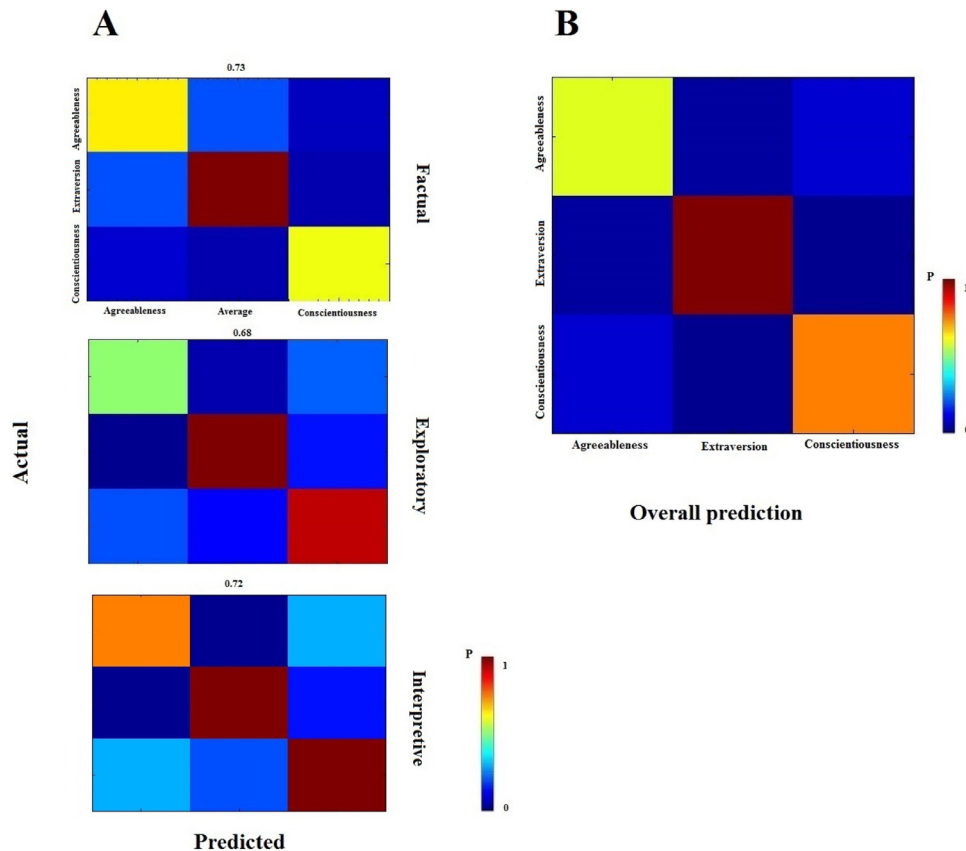 A
0.73
Agreeableness
Extraversion
Conscientiousness
Factual
Agreeableness Average Conscientiousness
0.68
Exploratory
Actual
0.72
Interpretive
P
1
0
Predicted
B
Agreeableness
Extraversion
Conscientiousness
P
Agreeableness Extraversion Conscientiousness
Overall prediction